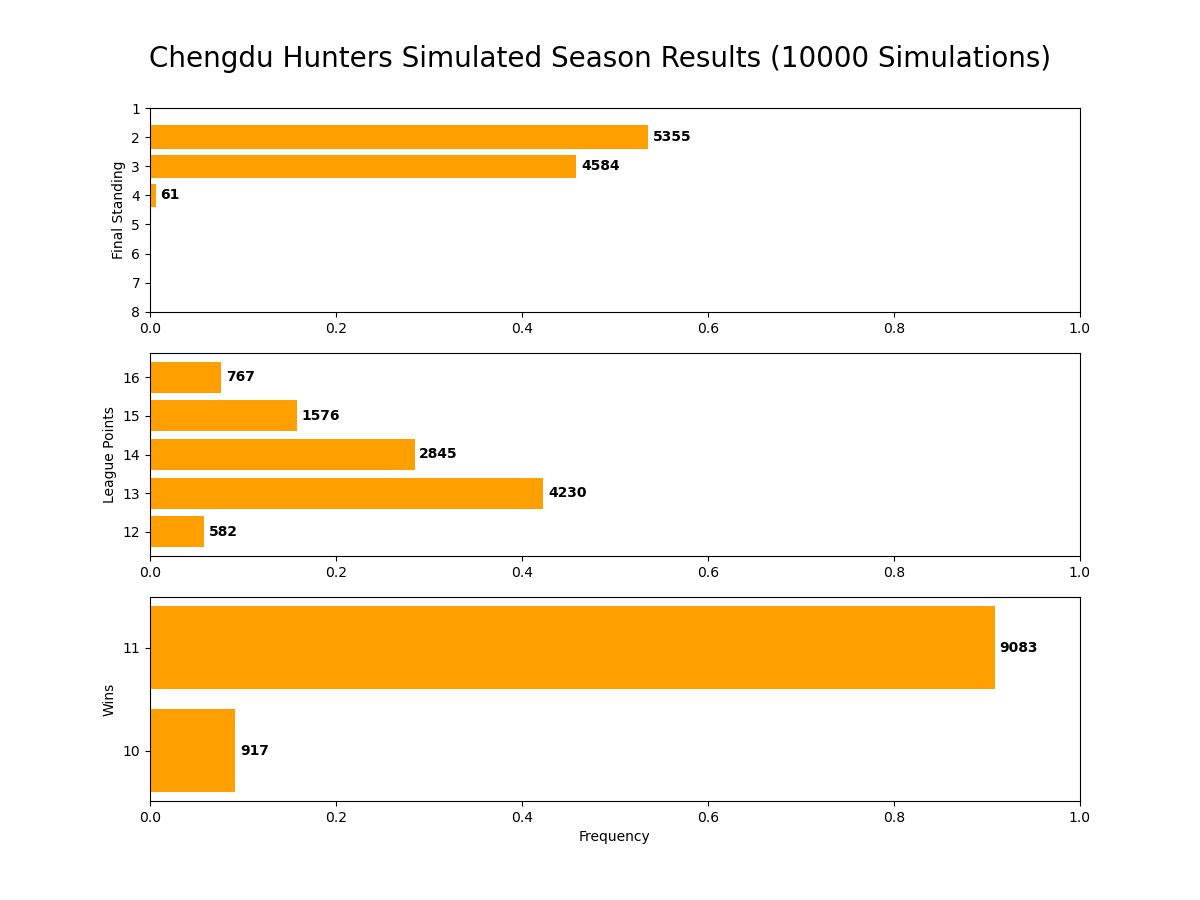 Chengdu Hunters Simulated Season Results (10000 Simulations)
Final Standing
1
2 5355
3 4584
4 61
5
6
7
8
0.0 0.2 0.4 0.6 0.8 1.0
League Points
16 767
15 1576
14 2845
13 4230
12 582
0.0 0.2 0.4 0.6 0.8 1.0
Wins
11 9083
10 917
0.0 0.2 0.4 0.6 0.8 1.0
Frequency